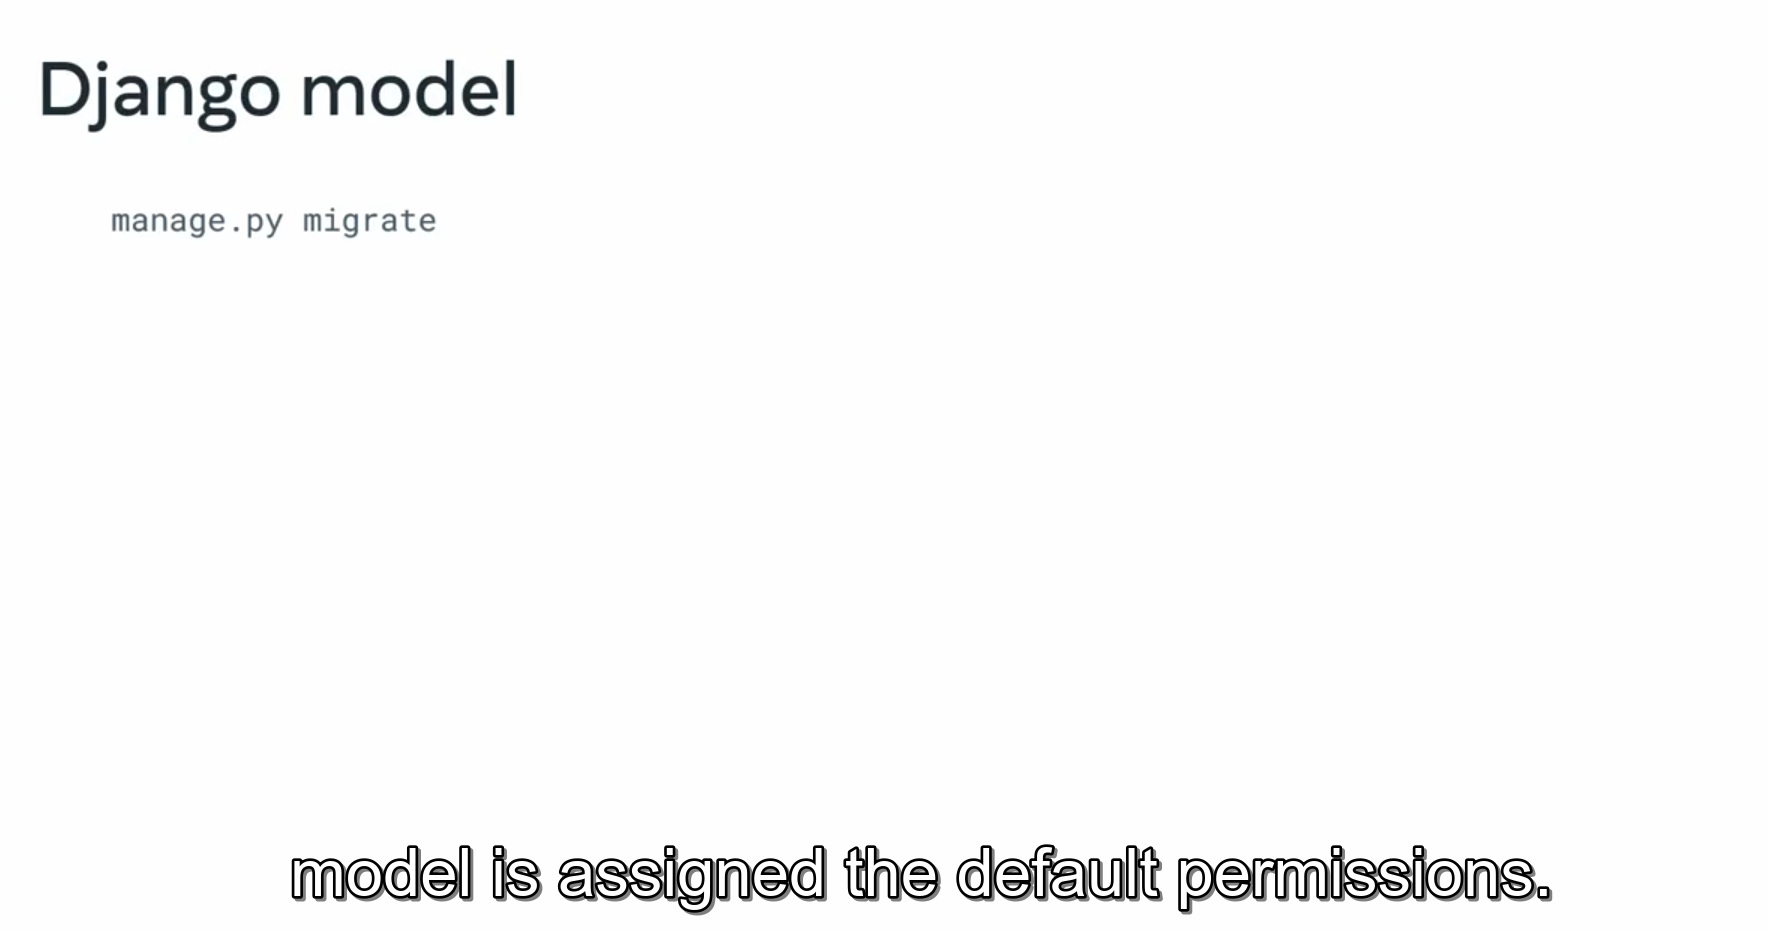 Django model
manage.py migrate
model is assigned the default permissions.